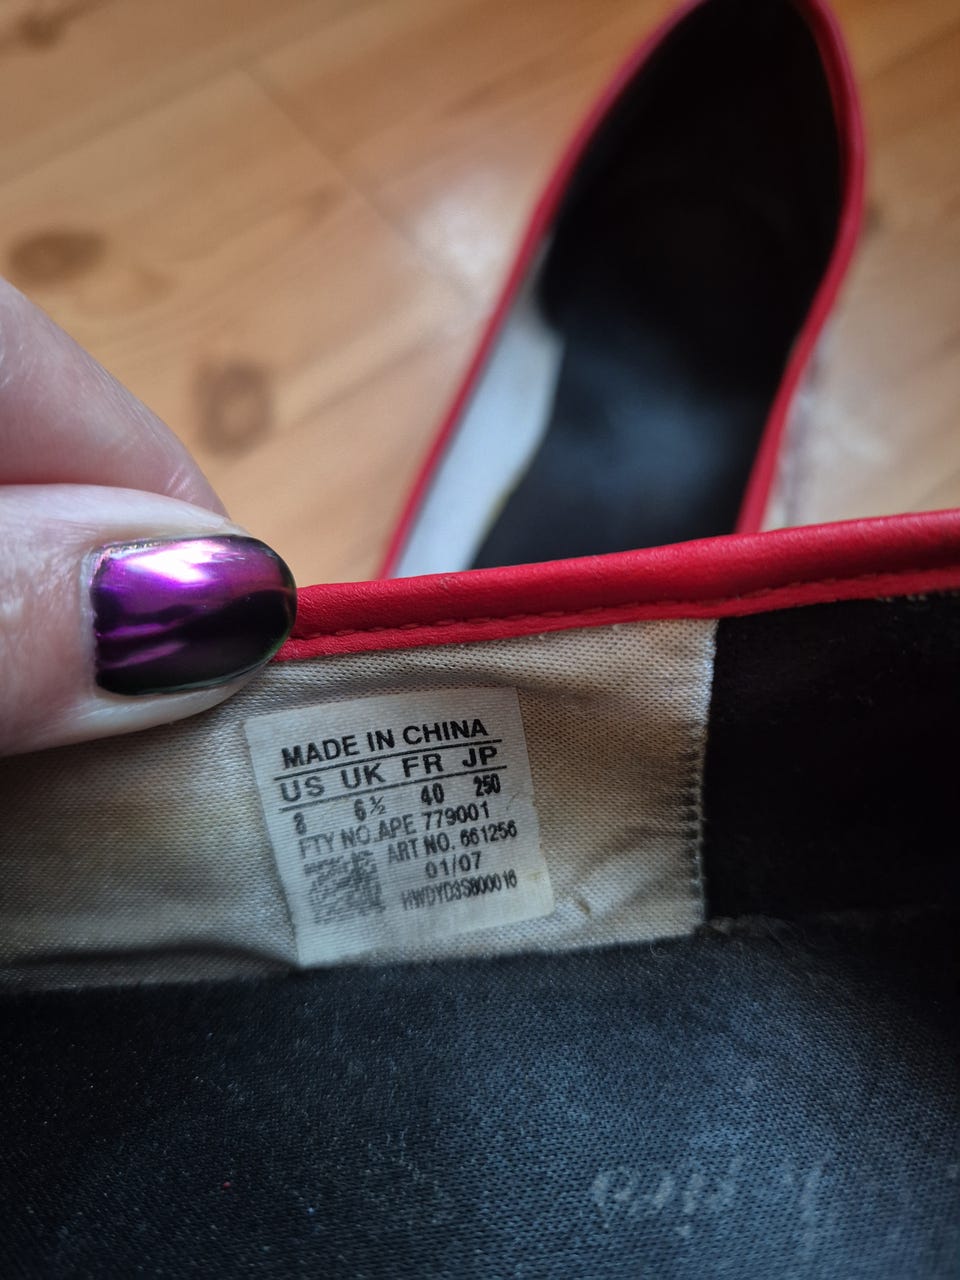 MADE IN CHINA
US UK FR JP
8 6½ 40 250
FTY NO. APE 779001
ART NO. 661256
01/07
HWDYD3S800016